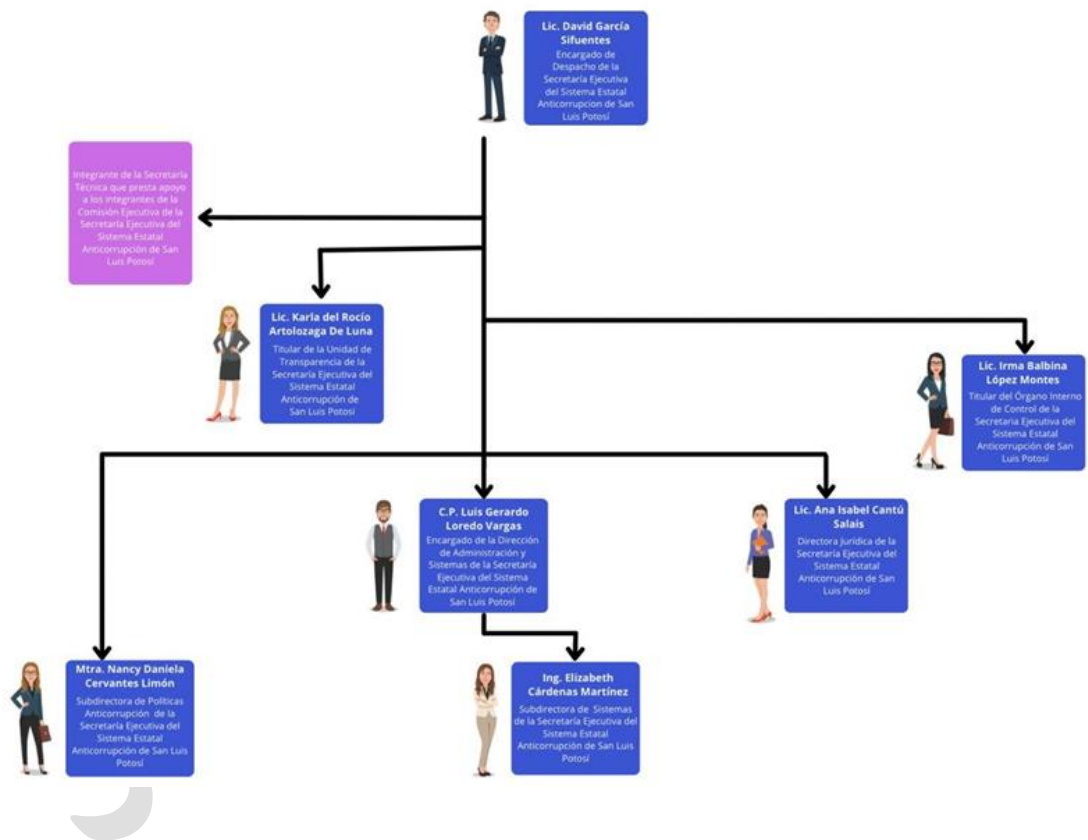 Lic. David García
Sifuentes
Encargado de
Despacho de la
Secretaría Ejecutiva
del Sistema Estatal
Anticorrupcion de San
Luis Potosí
Integrante de la Secretaría
Técnica que presta apoyo
a los integrantes de la
Comisión Ejecutiva de la
Secretaría Ejecutiva del
Sistema Estatal
Anticorrupción de San
Luis Potosí
Lic. Karla del Rocío
Artolozaga De Luna
Titular de la Unidad de
Transparencia de la
Secretaría Ejecutiva del
Sistema Estatal
Anticorrupción de
San Luis Potosí
Lic. Irma Balbina
López Montes
Titular del Órgano Interno
de Control de la
Secretaria Ejecutiva del
Sistema Estatal
Anticorrupción de San
Luis Potosí
C.P. Luis Gerardo
Loredo Vargas
Encargado de la Dirección
de Administración y
Sistemas de la Secretaría
Ejecutiva del Sistema
Estatal Anticorrupción de
San Luis Potosí
Lic. Ana Isabel Cantú
Salais
Directora Jurídica de la
Secretaría Ejecutiva del
Sistema Estatal
Anticorrupción de San
Luis Potosí
Mtra. Nancy Daniela
Cervantes Limón
Subdirectora de Políticas
Anticorrupción de la
Secretaría Ejecutiva del
Sistema Estatal
Anticorrupción de San Luis
Potosí
Ing. Elizabeth
Cárdenas Martínez
Subdirectora de Sistemas
de la Secretaría Ejecutiva del
Sistema Estatal
Anticorrupción de San Luis
Potosí